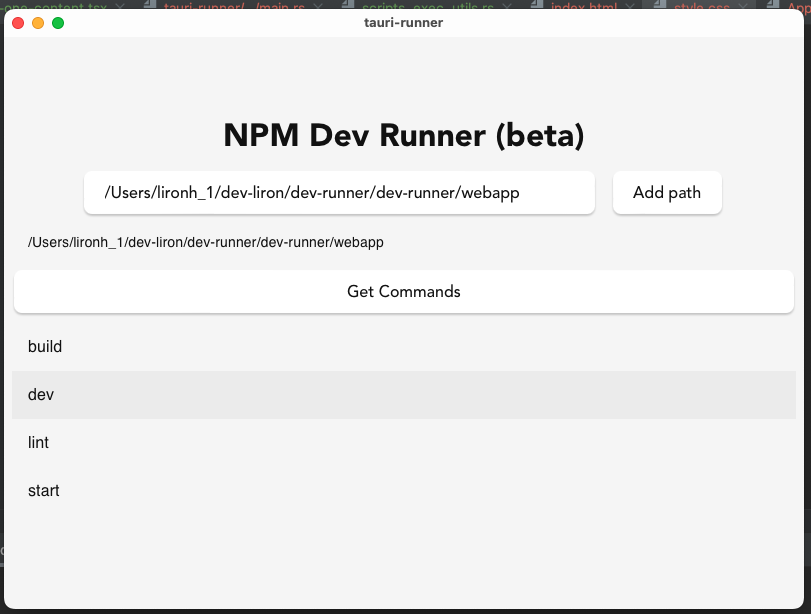 tauri-runner
NPM Dev Runner (beta)
/Users/lironh_1/dev-liron/dev-runner/dev-runner/webapp
Add path
/Users/lironh_1/dev-liron/dev-runner/dev-runner/webapp
Get Commands
build
dev
lint
start